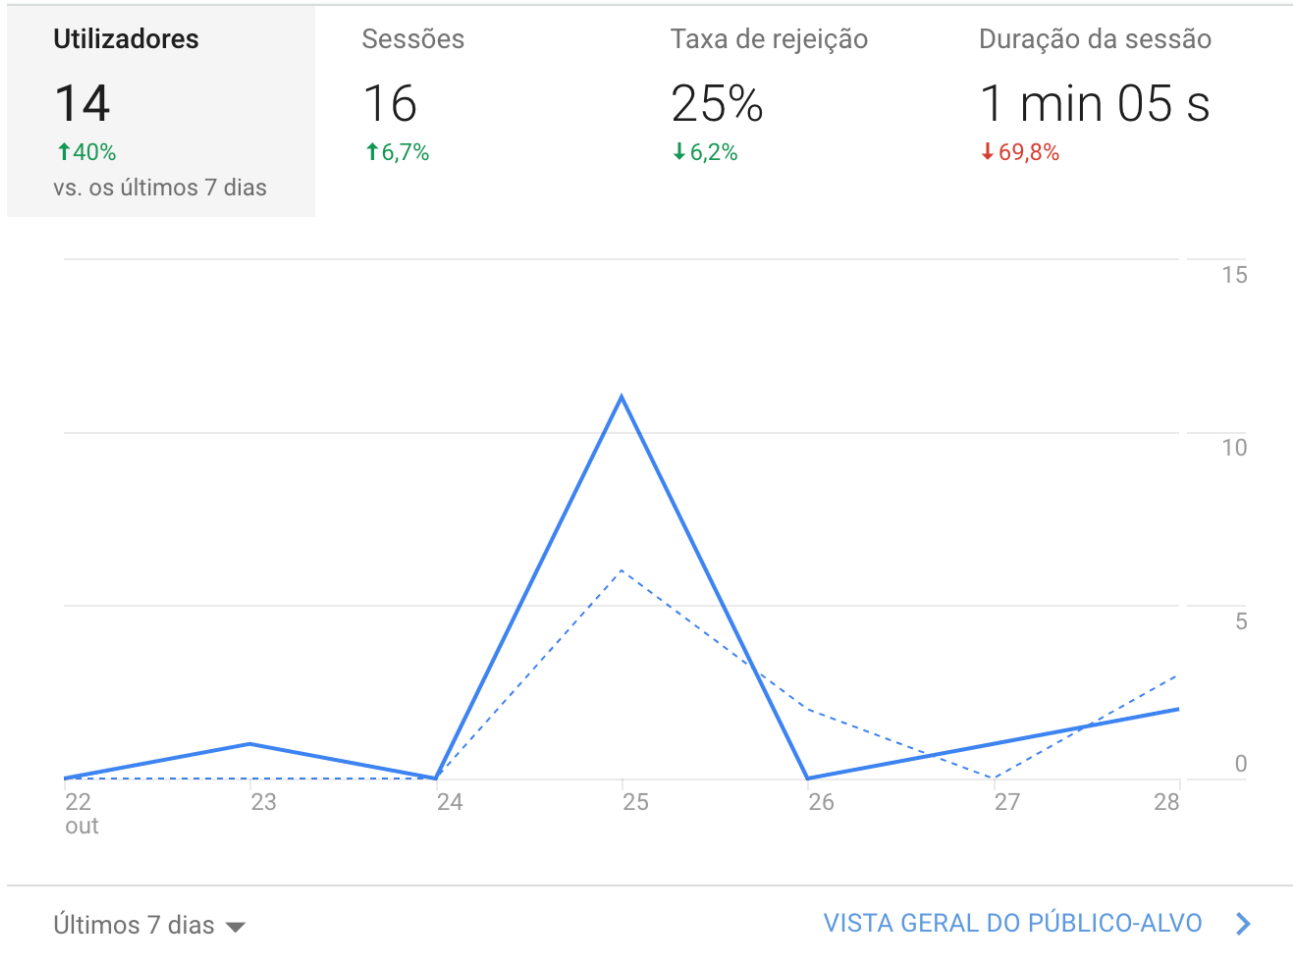 Utilizadores
14
40%
vs. os últimos 7 dias
Sessões
16
6,7%
Taxa de rejeição
25%
6,2%
Duração da sessão
1 min 05 s
69,8%
15
10
5
0
22 23 24 25 26 27 28
out
Últimos 7 dias
VISTA GERAL DO PÚBLICO-ALVO